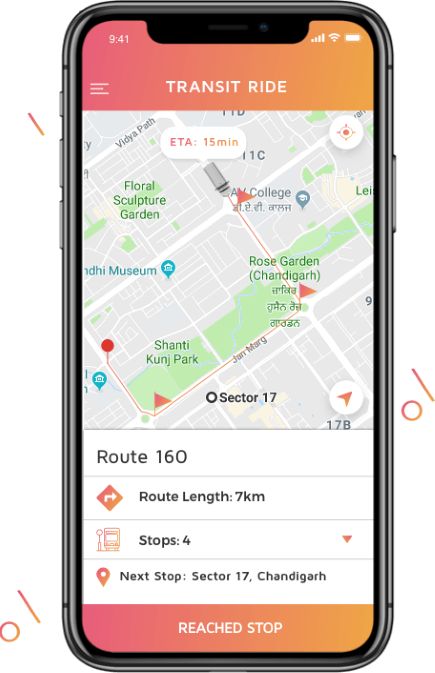 9:41
TRANSIT RIDE
11D
Vidya Path
ETA: 15min
11C
Floral
Sculpture
Garden
AV College
ਡੀ.ਏ.ਵੀ. ਕਾਲਜ
Lei
Rose Garden
(Chandigarh)
ਜ਼ਾਕਿਰ
ਹੁਸੈਨ ਰੋਜ਼
ਗਾਰਡਨ
ndhi Museum
9
Shanti
Kunj Park
Jan Marg
Sector 17
17B
Route 160
Route Length: 7km
Stops: 4
Next Stop: Sector 17, Chandigarh
REACHED STOP